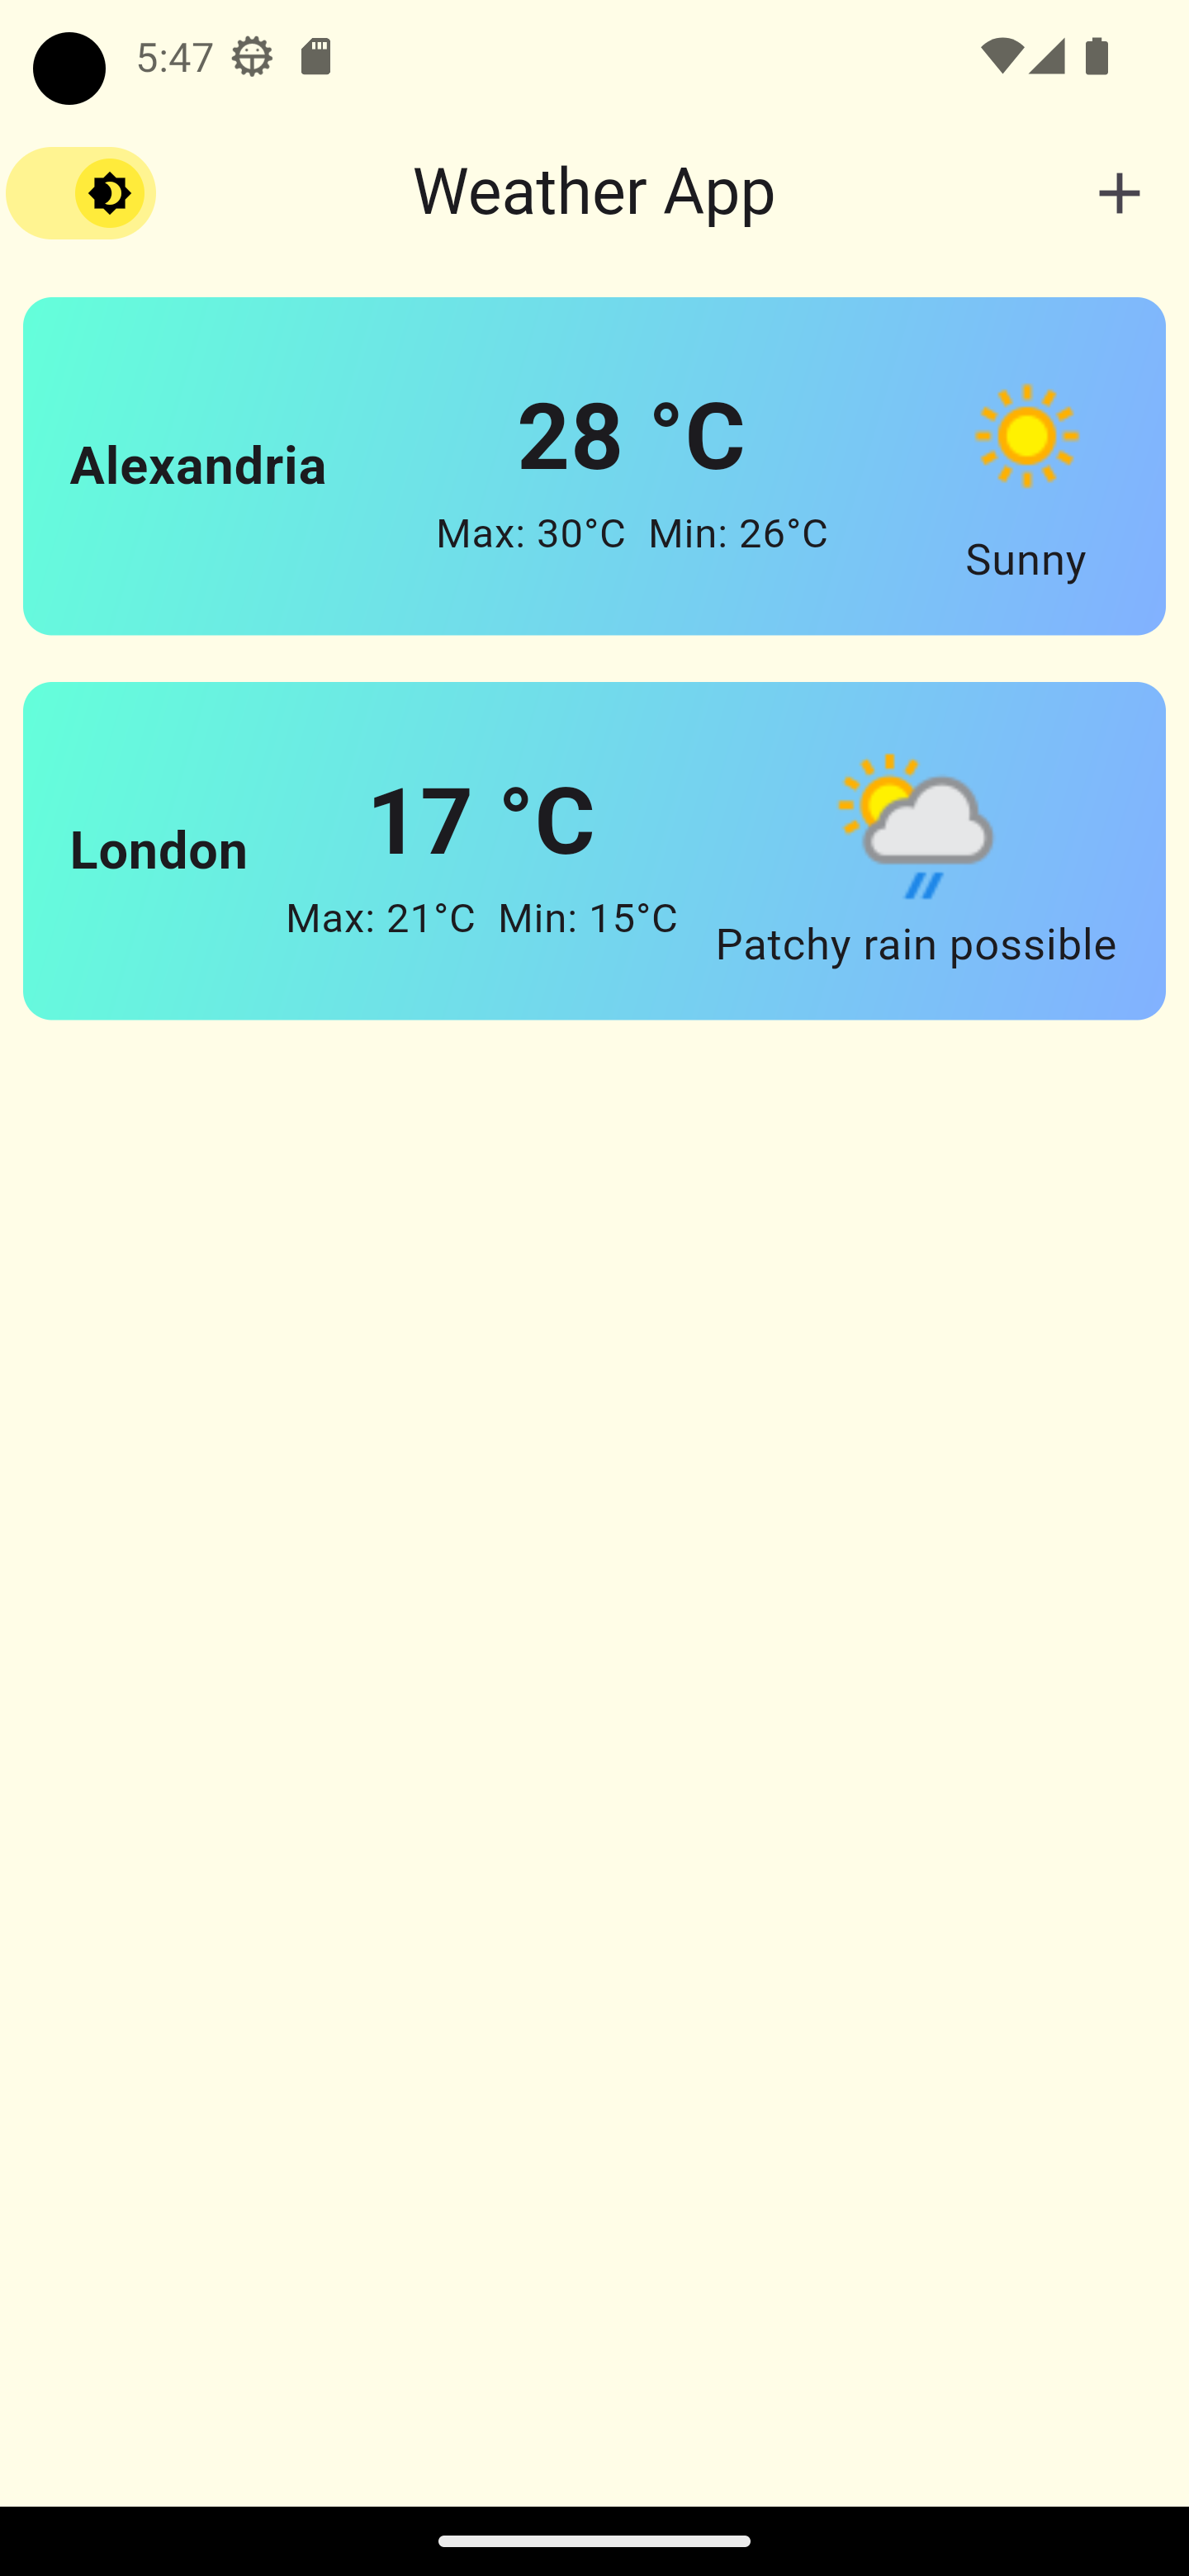 5:47
Weather App
Alexandria
28 °C
Max: 30°C Min: 26°C
Sunny
London
17 °C
Max: 21°C Min: 15°C
Patchy rain possible